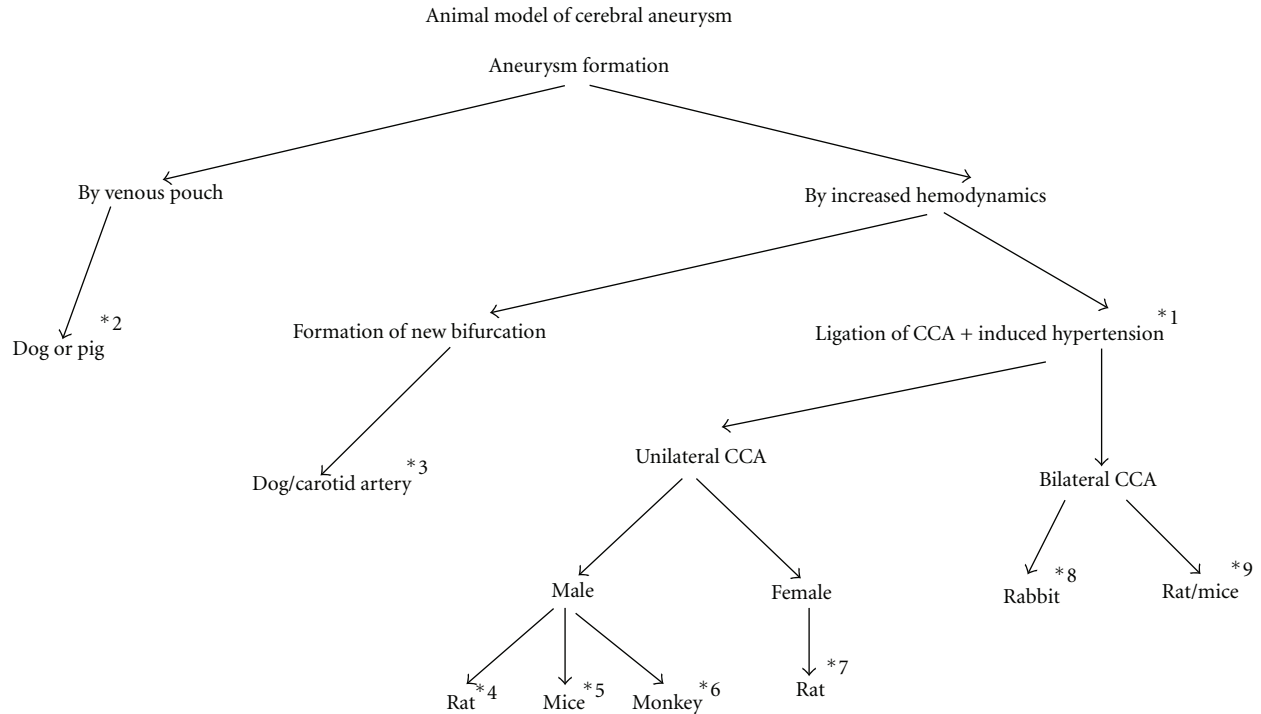 Animal model of cerebral aneurysm
Aneurysm formation
By venous pouch
By increased hemodynamics
*2
Dog or pig
Formation of new bifurcation
*1
Ligation of CCA + induced hypertension
Dog/carotid artery *3
Unilateral CCA
Bilateral CCA
Male
Female
Rabbit *8
Rat/mice *9
Rat *4
Mice *5
Monkey *6
Rat *7